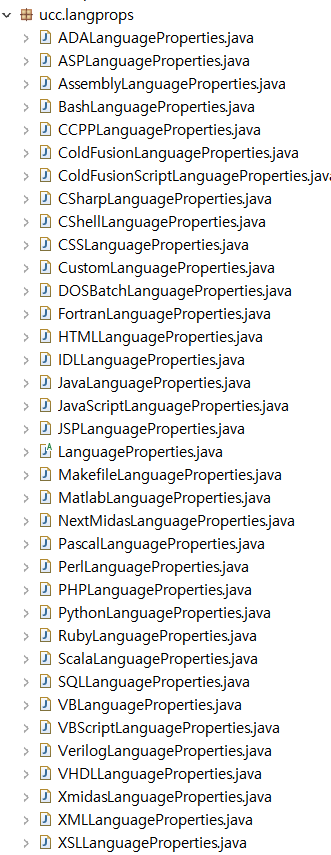 ucc.langprops
ADALanguageProperties.java
ASPLanguageProperties.java
AssemblyLanguageProperties.java
BashLanguageProperties.java
CCPPLanguageProperties.java
ColdFusionLanguageProperties.java
ColdFusionScriptLanguageProperties.java
CSharpLanguageProperties.java
CShellLanguageProperties.java
CSSLanguageProperties.java
CustomLanguageProperties.java
DOSBatchLanguageProperties.java
FortranLanguageProperties.java
HTMLLanguageProperties.java
IDLLanguageProperties.java
JavaLanguageProperties.java
JavaScriptLanguageProperties.java
JSPLanguageProperties.java
LanguageProperties.java
MakefileLanguageProperties.java
MatlabLanguageProperties.java
NextMidasLanguageProperties.java
PascalLanguageProperties.java
PerlLanguageProperties.java
PHPLanguageProperties.java
PythonLanguageProperties.java
RubyLanguageProperties.java
ScalaLanguageProperties.java
SQLLanguageProperties.java
VBLanguageProperties.java
VBScriptLanguageProperties.java
VerilogLanguageProperties.java
VHDLLanguageProperties.java
XmidasLanguageProperties.java
XMLLanguageProperties.java
XSLLanguageProperties.java